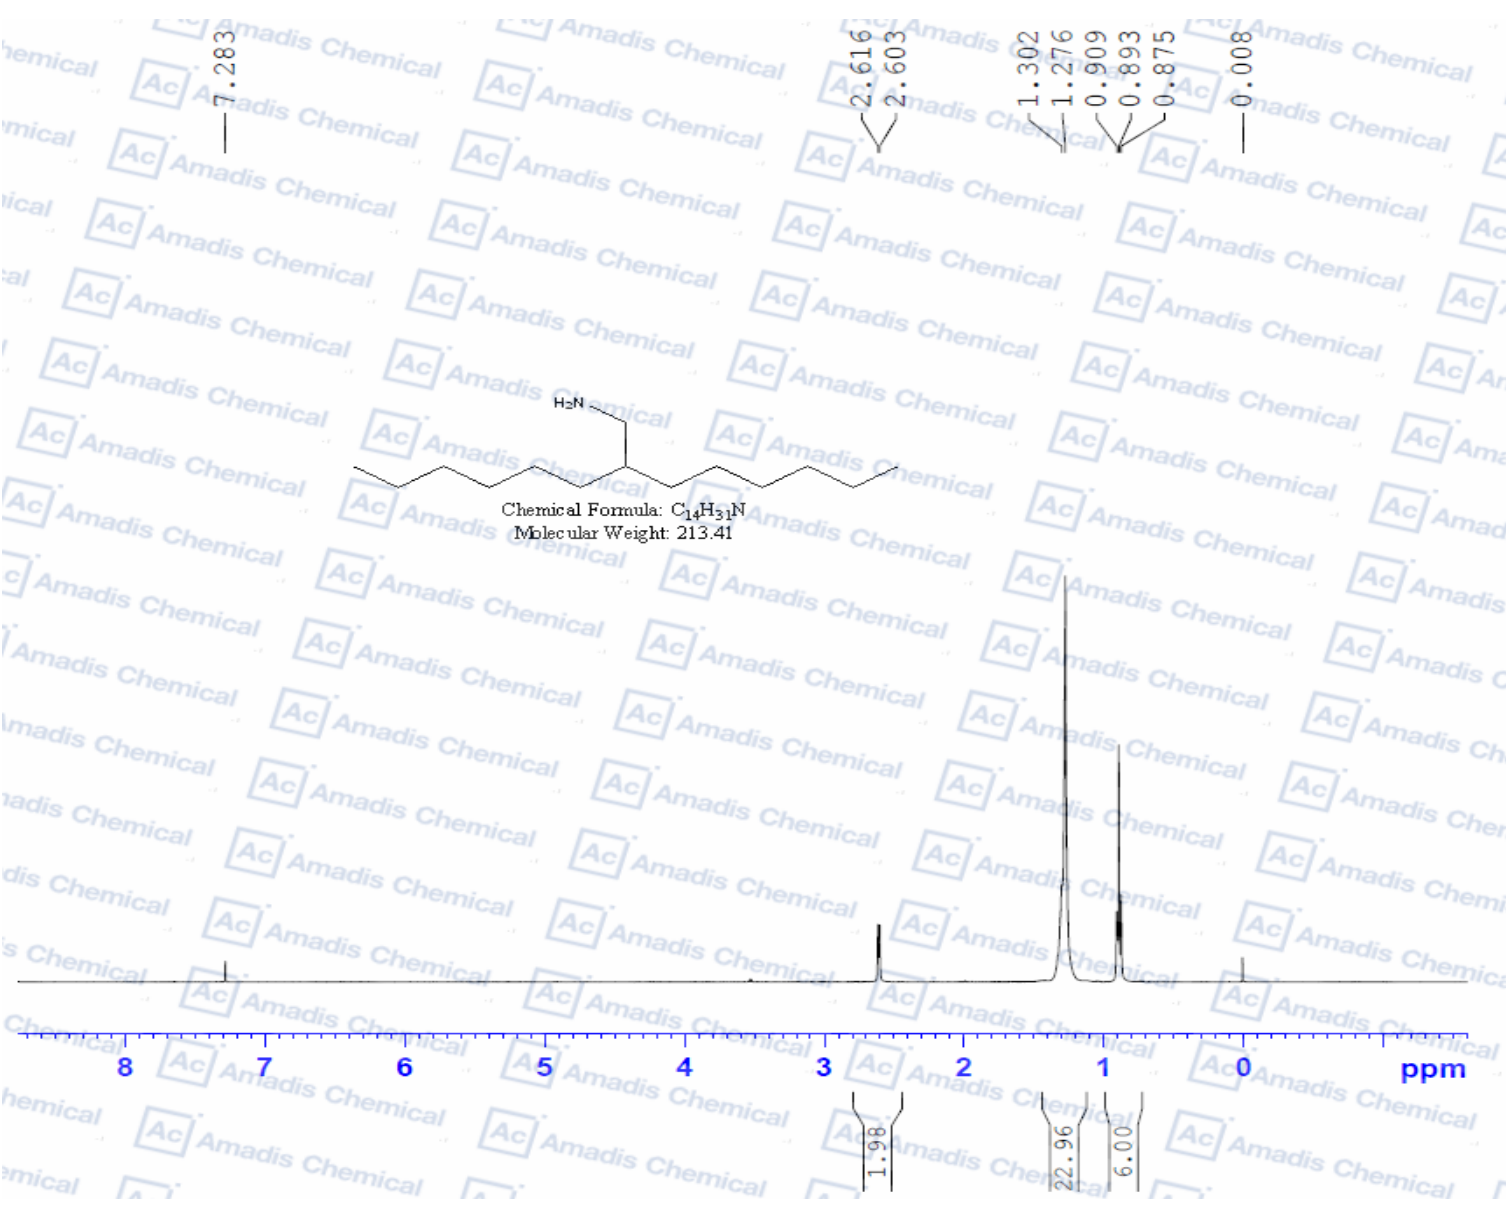 7.283
2.616
2.603
1.302
1.276
0.909
0.893
0.875
0.008
H2N
Chemical Formula: C14H31N
Molecular Weight: 213.41
8 7 6 5 4 3 2 1 0 ppm
1.98
22.96
6.00
Ac Amadis Chemical